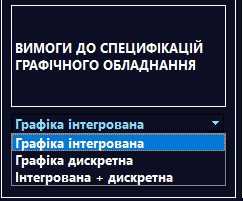 ВИМОГИ ДО СПЕЦИФІКАЦІЙ
ГРАФІЧНОГО ОБЛАДНАННЯ
Графіка інтегрована
Графіка інтегрована
Графіка дискретна
Інтегрована + дискретна